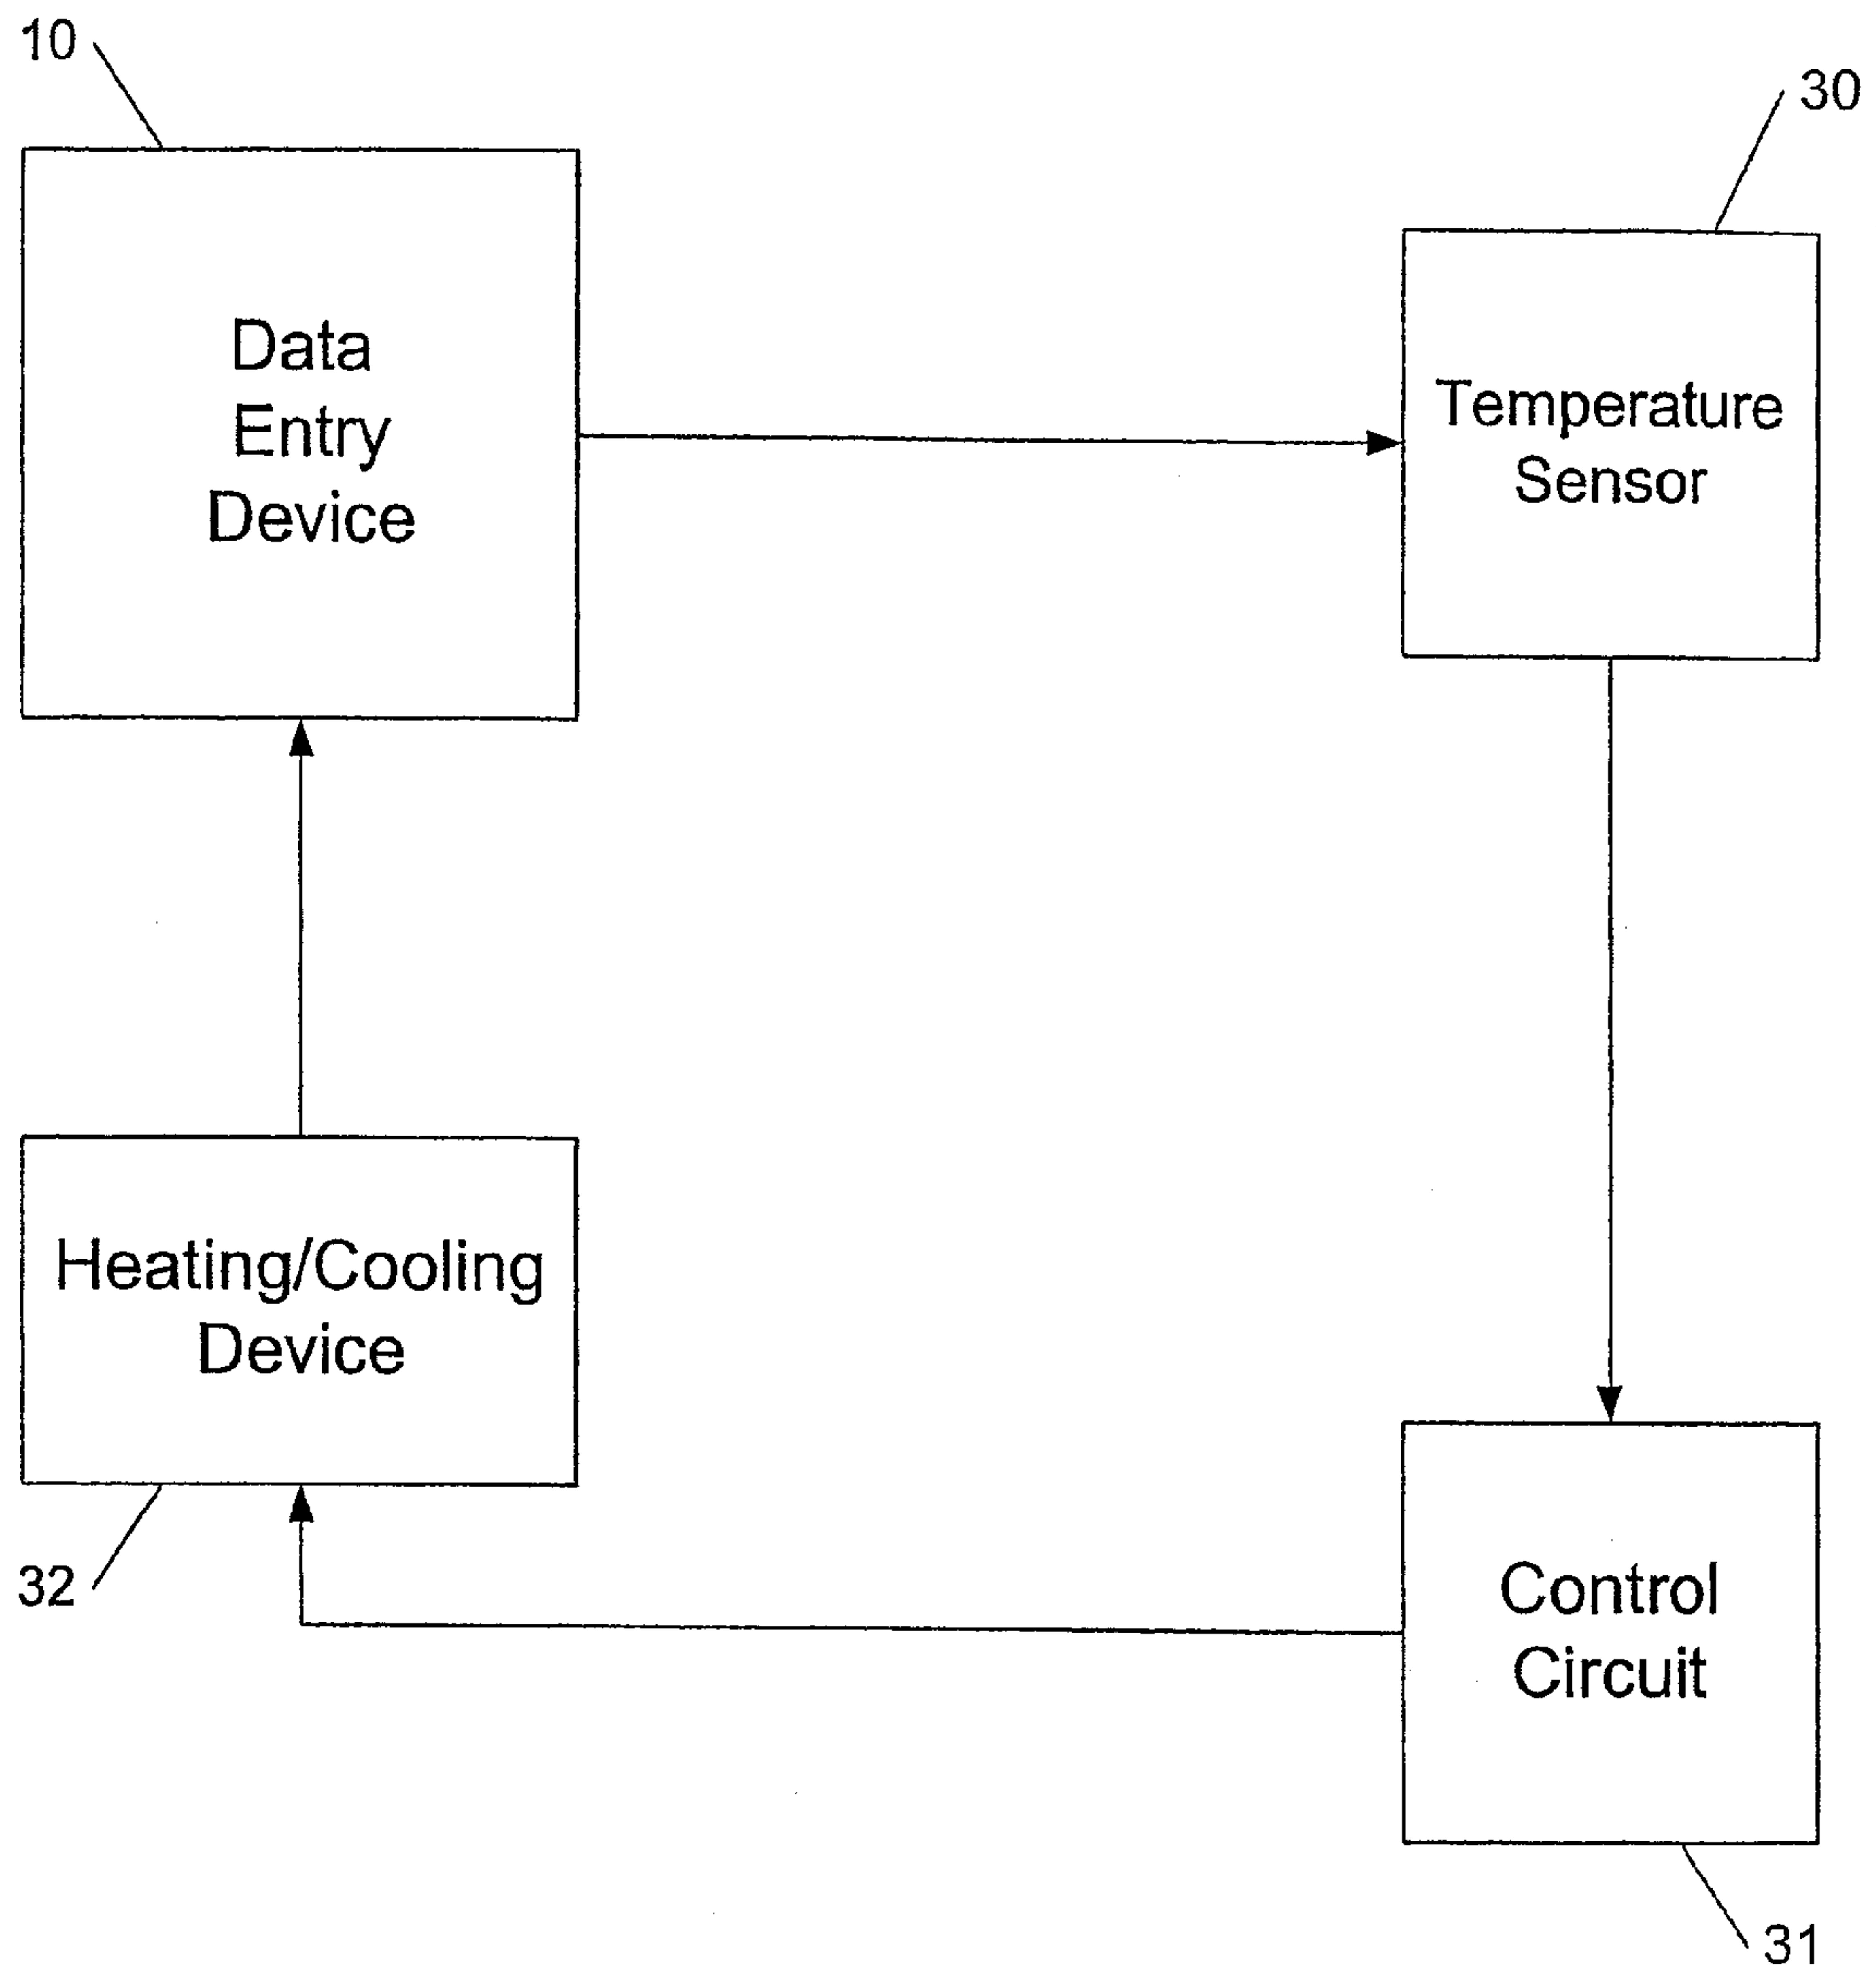 10
30
Data
Entry
Device
Temperature
Sensor
Heating/Cooling
Device
32
Control
Circuit
31